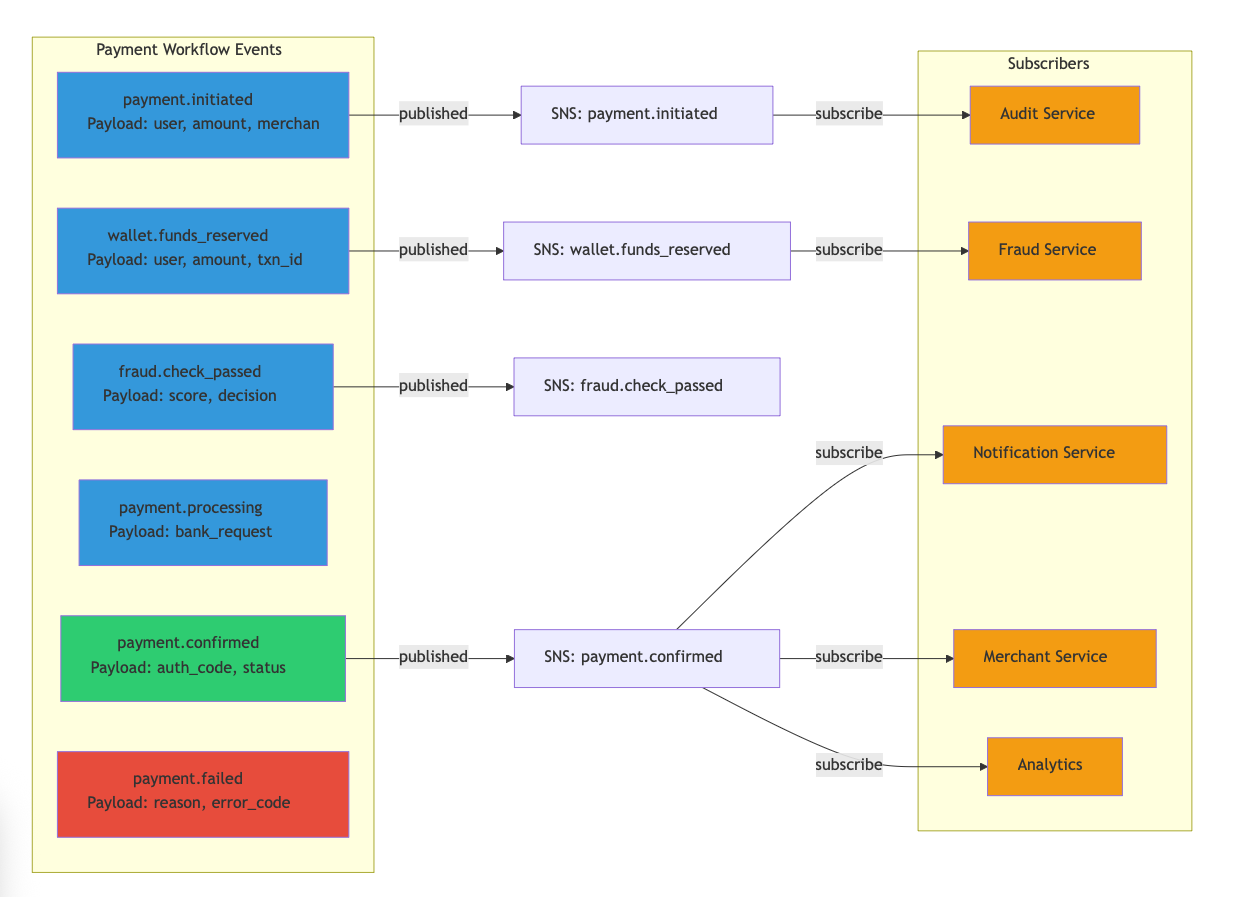 Payment Workflow Events
payment.initiated
Payload: user, amount, merchan
published
SNS: payment.initiated
subscribe
wallet.funds_reserved
Payload: user, amount, txn_id
published
SNS: wallet.funds_reserved
subscribe
fraud.check_passed
Payload: score, decision
published
SNS: fraud.check_passed
payment.processing
Payload: bank_request
payment.confirmed
Payload: auth_code, status
published
SNS: payment.confirmed
subscribe
subscribe
subscribe
payment.failed
Payload: reason, error_code
Subscribers
Audit Service
Fraud Service
Notification Service
Merchant Service
Analytics